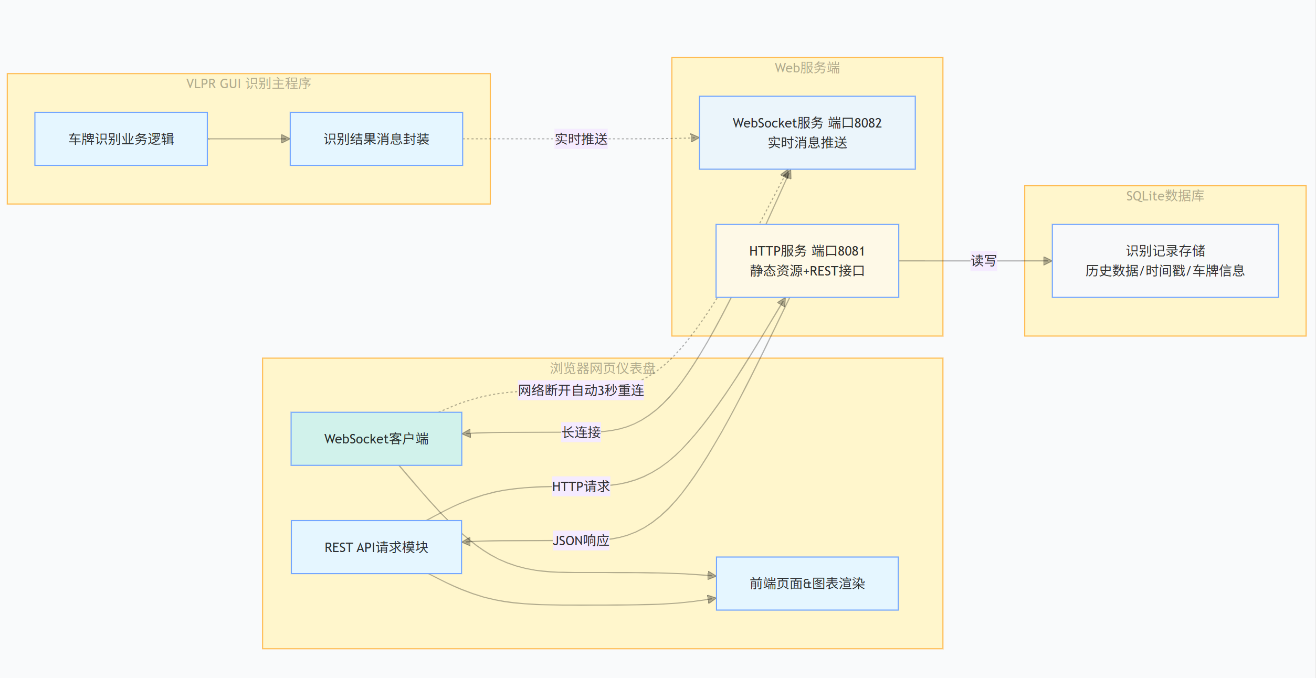 VLPR GUI 识别主程序
车牌识别业务逻辑
识别结果消息封装
实时推送
Web服务端
WebSocket服务 端口8082
实时消息推送
HTTP服务 端口8081
静态资源+REST接口
读写
SQLite数据库
识别记录存储
历史数据/时间戳/车牌信息
浏览器网页仪表盘
网络断开自动3秒重连
WebSocket客户端
长连接
HTTP请求
REST API请求模块
JSON响应
前端页面&图表渲染